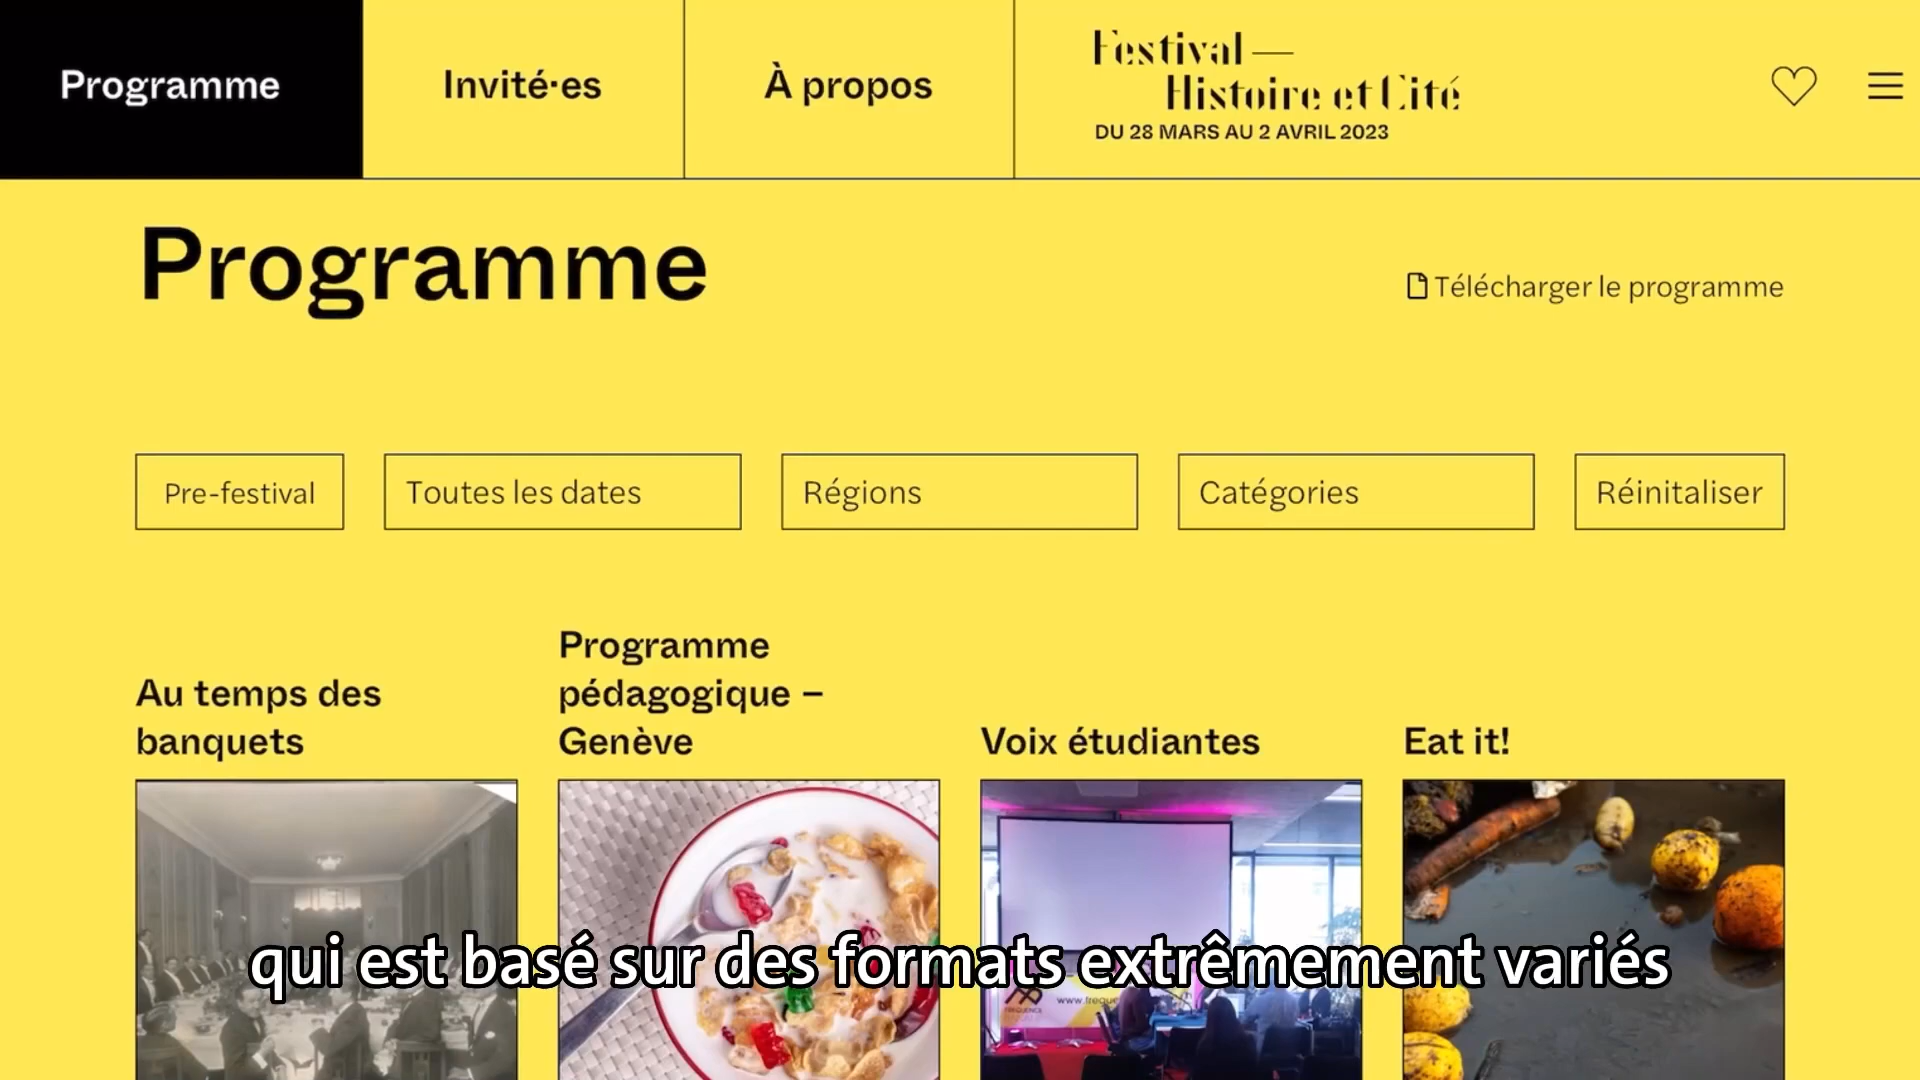 Programme
Invité·es
À propos
Festival —
Histoire et Cité
DU 28 MARS AU 2 AVRIL 2023
Programme
Télécharger le programme
Pre-festival
Toutes les dates
Régions
Catégories
Réinitaliser
Au temps des
banquets
Programme
pédagogique –
Genève
Voix étudiantes
Eat it!
qui est basé sur des formats extrêmement variés
FREQUENCE